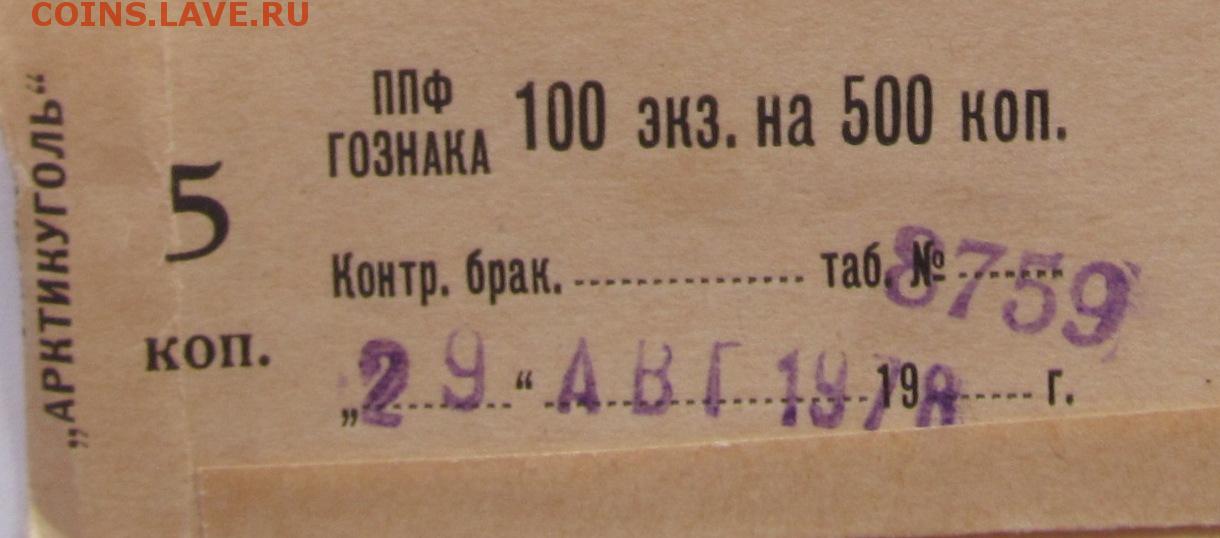 COINS.LAVE.RU
„АРКТИКУГОЛЬ“
5
коп.
ППФ
ГОЗНАКА
100 экз. на 500 коп.
Контр. брак. таб. № 8759
„29“ АВГ 1978 19 г.